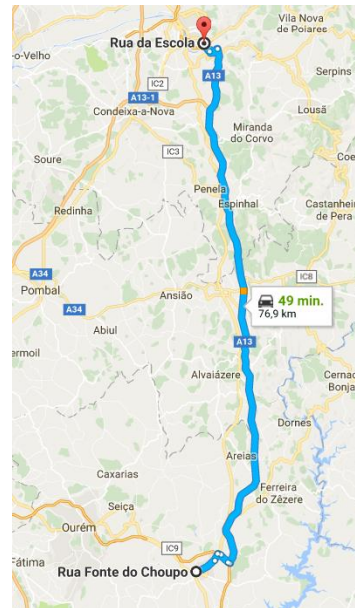 Vila Nova
de Poiares
Rua da Escola
o-Velho
IC2
A13
Serpins
A13-1
Condeixa-a-Nova
Lousã
Miranda
do Corvo
IC3
Soure
Coe
Penela
Espinhal
Castanhei
de Pera
Redinha
A34
Pombal
Ansião
IC8
49 min.
76,9 km
A34
Abiul
A13
ermoil
Alvaiázere
Cernac
Bonja
Dornes
Areias
Caxarias
Ferreira
do Zêzere
Seiça
Ourém
IC9
Fátima
Rua Fonte do Choupo